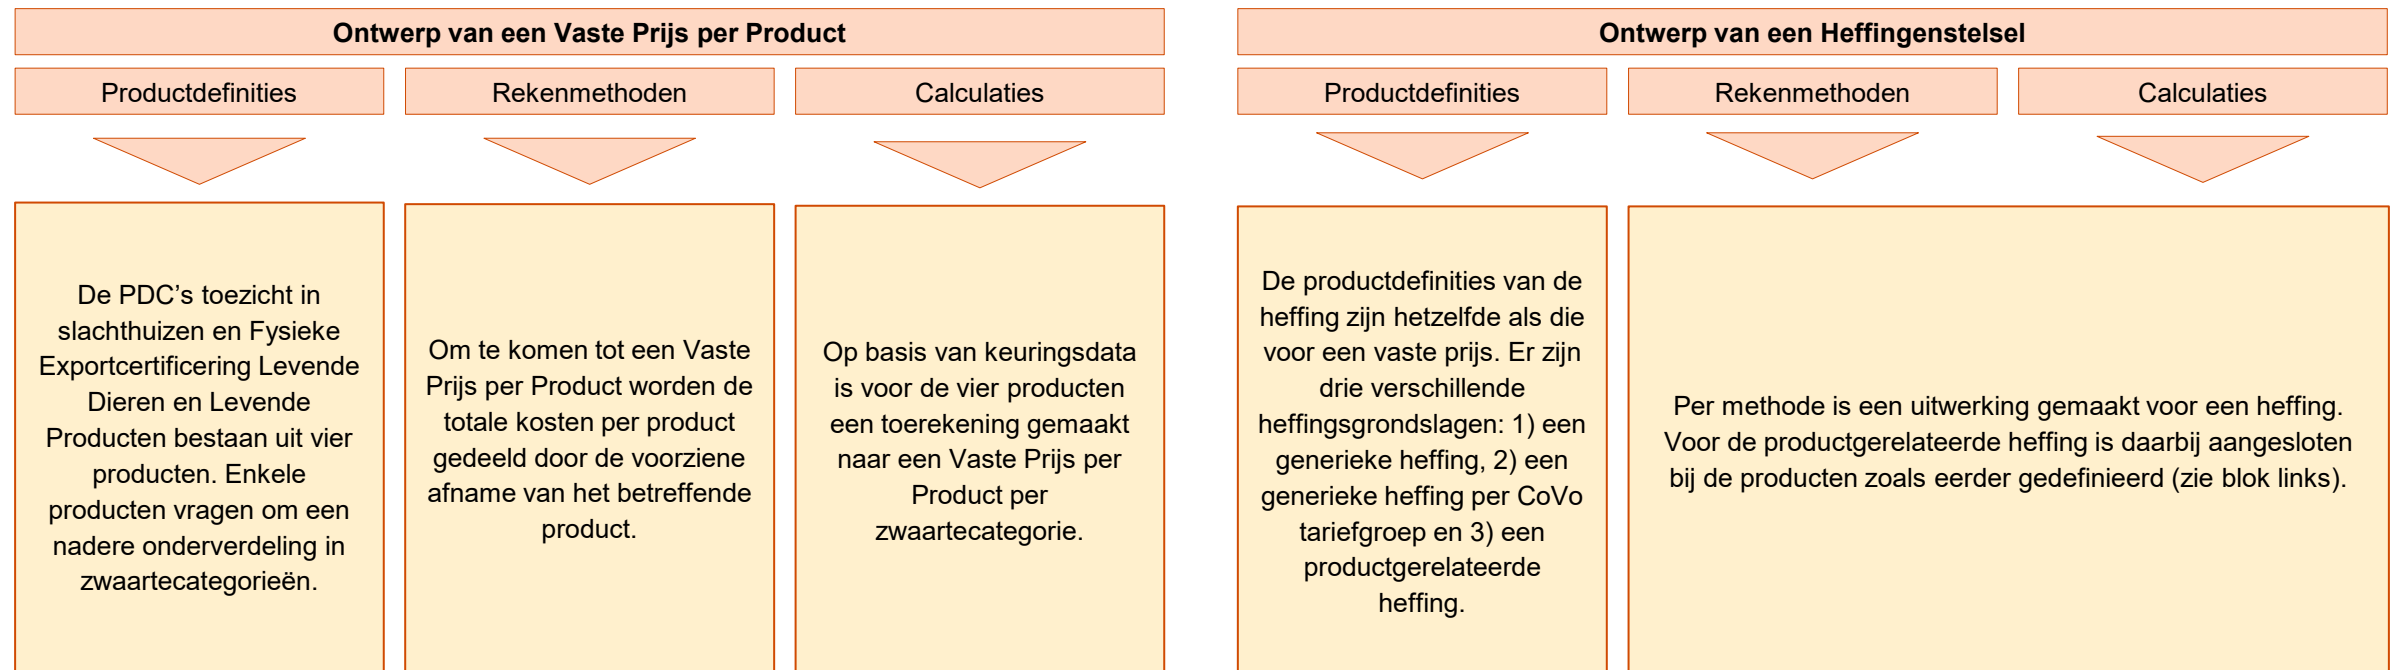 Ontwerp van een Vaste Prijs per Product
Productdefinities
Rekenmethoden
Calculaties
De PDC’s toezicht in
slachthuizen en Fysieke
Exportcertificering Levende
Dieren en Levende
Producten bestaan uit vier
producten. Enkele
producten vragen om een
nadere onderverdeling in
zwaartecategorieën.
Om te komen tot een Vaste
Prijs per Product worden de
totale kosten per product
gedeeld door de voorziene
afname van het betreffende
product.
Op basis van keuringsdata
is voor de vier producten
een toerekening gemaakt
naar een Vaste Prijs per
Product per
zwaartecategorie.
Ontwerp van een Heffingenstelsel
Productdefinities
Rekenmethoden
Calculaties
De productdefinities van de
heffing zijn hetzelfde als die
voor een vaste prijs. Er zijn
drie verschillende
heffingsgrondslagen: 1) een
generieke heffing, 2) een
generieke heffing per CoVo
tariefgroep en 3) een
productgerelateerde
heffing.
Per methode is een uitwerking gemaakt voor een heffing.
Voor de productgerelateerde heffing is daarbij aangesloten
bij de producten zoals eerder gedefinieerd (zie blok links).